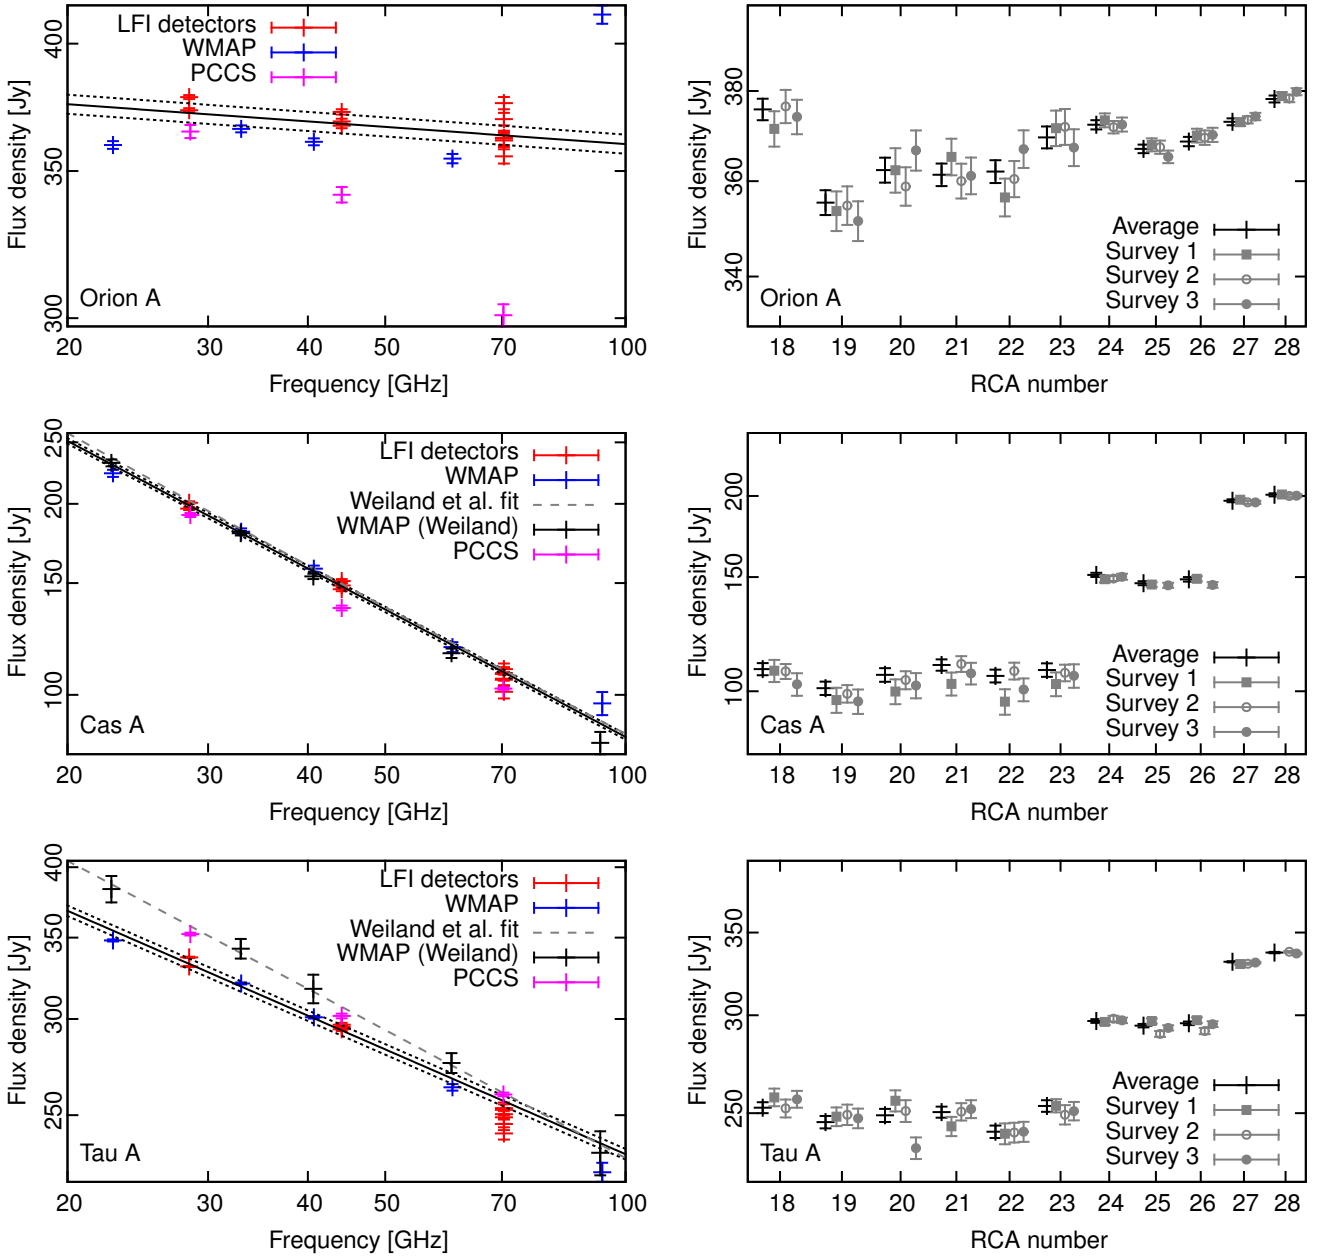 LFI detectors
WMAP
PCCS
Flux density [Jy]
400
350
300
Orion A
20 30 40 50 70 100
Frequency [GHz]
Flux density [Jy]
380
360
340
Average
Survey 1
Survey 2
Survey 3
Orion A
18 19 20 21 22 23 24 25 26 27 28
RCA number
LFI detectors
WMAP
Weiland et al. fit
WMAP (Weiland)
PCCS
Flux density [Jy]
250
200
150
100
Cas A
20 30 40 50 70 100
Frequency [GHz]
Flux density [Jy]
200
150
100
Average
Survey 1
Survey 2
Survey 3
Cas A
18 19 20 21 22 23 24 25 26 27 28
RCA number
LFI detectors
WMAP
Weiland et al. fit
WMAP (Weiland)
PCCS
Flux density [Jy]
400
350
300
250
Tau A
20 30 40 50 70 100
Frequency [GHz]
Flux density [Jy]
350
300
250
Average
Survey 1
Survey 2
Survey 3
Tau A
18 19 20 21 22 23 24 25 26 27 28
RCA number